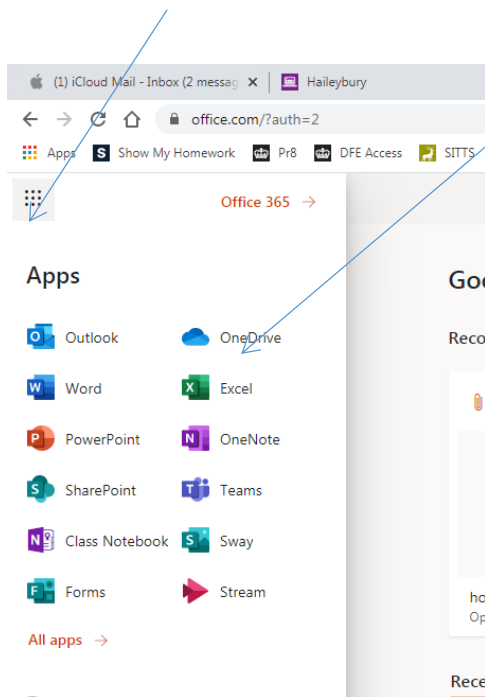 (1) iCloud Mail - Inbox (2 messag
Haileybury
office.com/?auth=2
Apps S Show My Homework Pr8 DFE Access SITTS
Office 365 →
Apps
Outlook OneDrive
Word Excel
PowerPoint OneNote
SharePoint Teams
Class Notebook Sway
Forms Stream
All apps →
Goo
Reco
ho
Op
Rece